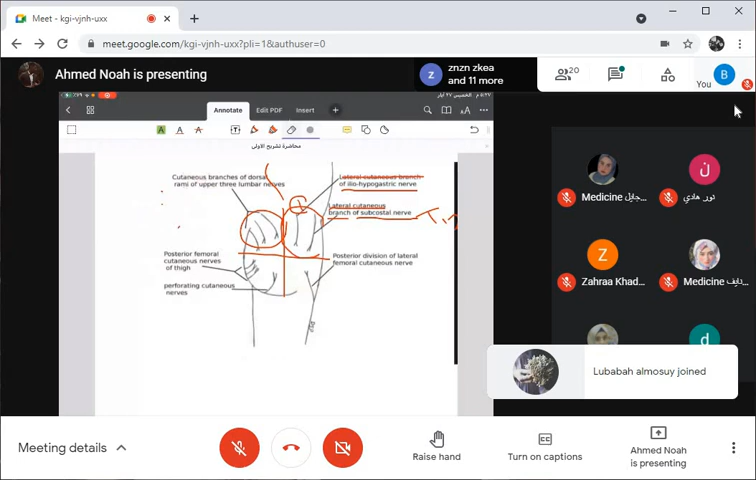 Meet - kgi-vjnh-uxx
meet.google.com/kgi-vjnh-uxx?pli=1&authuser=0
Ahmed Noah is presenting
znzn zkea
and 11 more
20
You
B
Z
Annotate
Edit PDF
Insert
محاضرة تشريح الاولى
Cutaneous branches of dorsal
rami of upper three lumbar nerves
Lateral cutaneous branch
of ilio-hypogastric nerve
Lateral cutaneous
branch of subcostal nerve
Posterior femoral
cutaneous nerves
of thigh
perforating cutaneous
nerves
Posterior division of lateral
femoral cutaneous nerve
Medicine
نور هادي
ن
Z
Zahraa Khad...
Medicine
d
Lubabah almosuy joined
Meeting details
Raise hand
Turn on captions
Ahmed Noah
is presenting